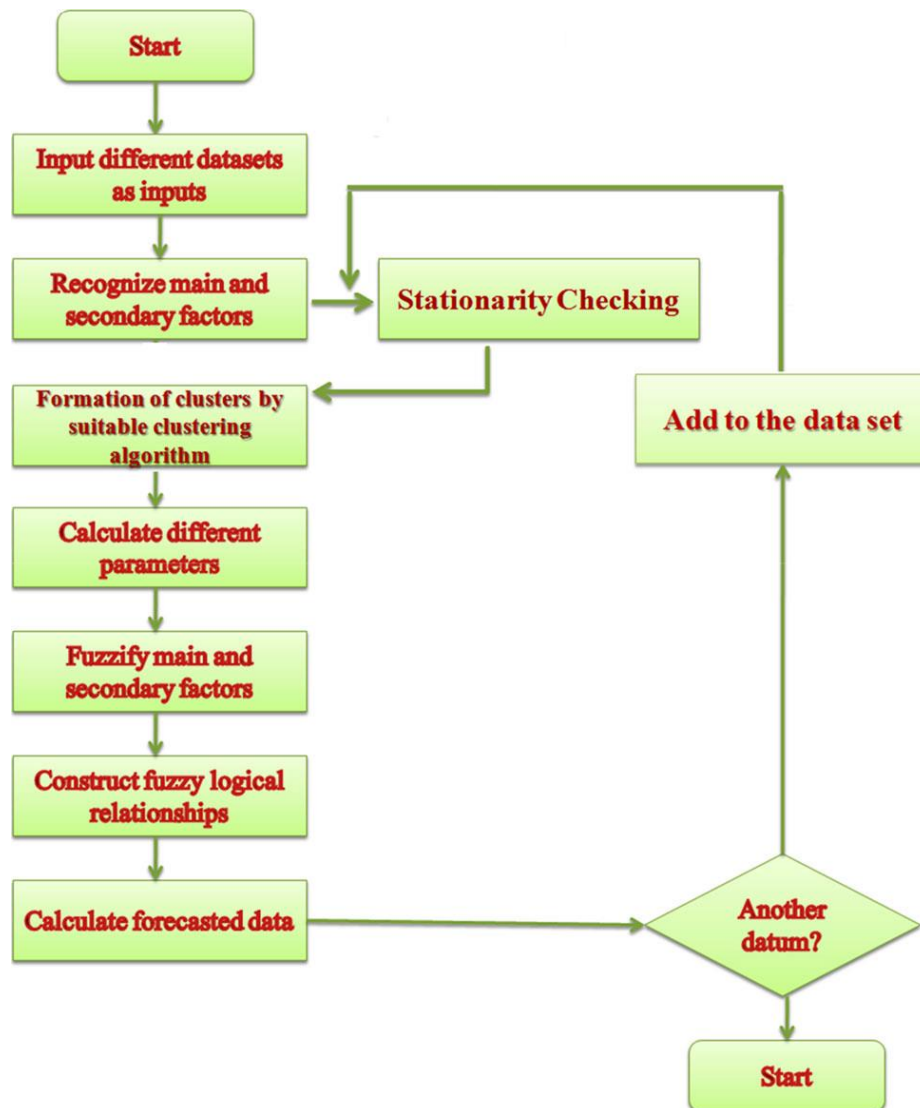 Start
Input different datasets
as inputs
Recognize main and
secondary factors
Stationarity Checking
Formation of clusters by
suitable clustering
algorithm
Calculate different
parameters
Fuzzify main and
secondary factors
Construct fuzzy logical
relationships
Calculate forecasted data
Another
datum?
Add to the data set
Start